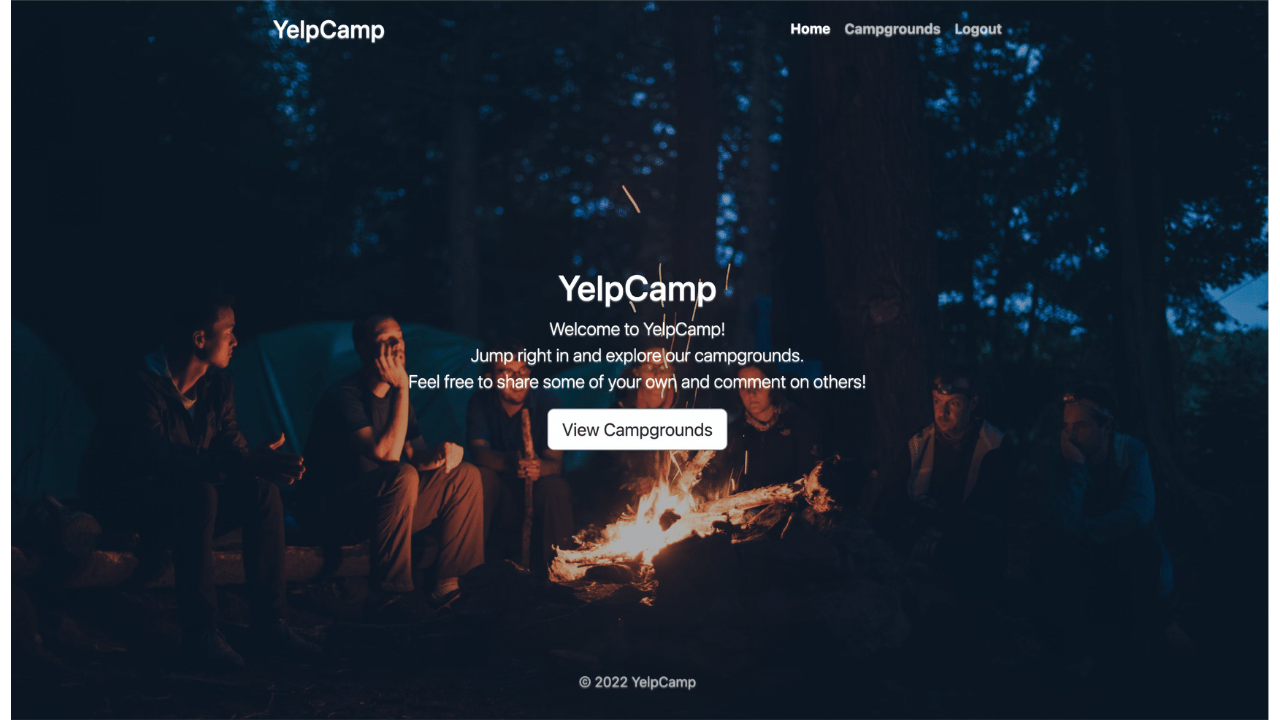 YelpCamp
Home Campgrounds Logout
YelpCamp
Welcome to YelpCamp!
Jump right in and explore our campgrounds.
Feel free to share some of your own and comment on others!
View Campgrounds
© 2022 YelpCamp